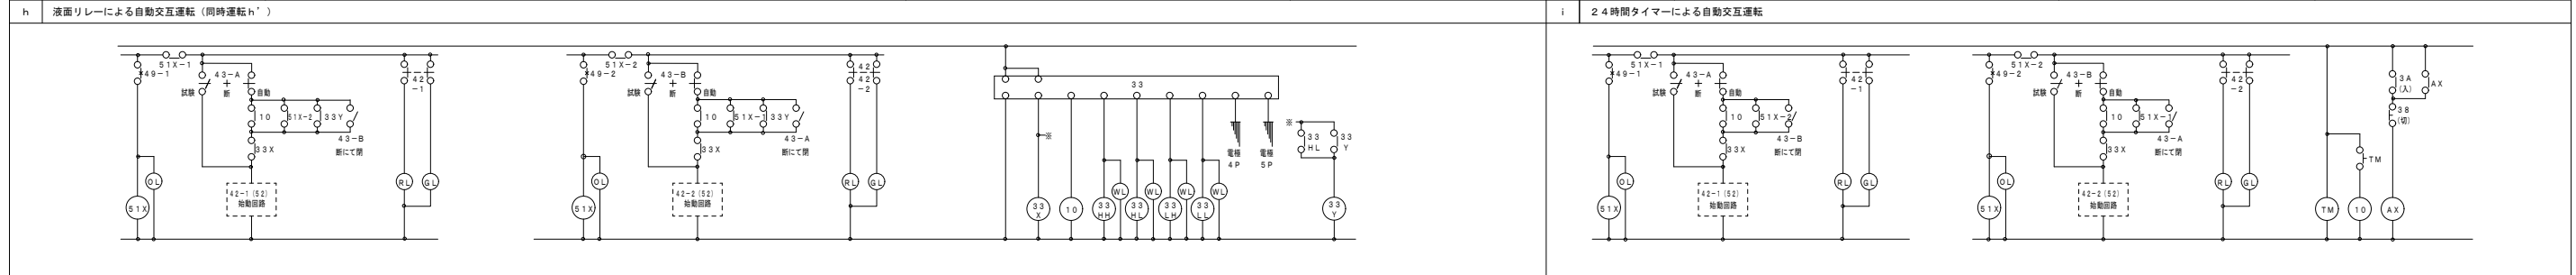 h 液面リレーによる自動交互運転（同時運転ｈ’）
51X-1
*49-1
43-A
試験
断
自動
10
51X-2
33Y
43-B
断にて閉
33X
42
-1
OL
51X
42-1 (52)
始動回路
RL
GL
51X-2
*49-2
43-B
試験
断
自動
10
51X-1
33Y
43-A
断にて閉
33X
42
42
-2
OL
51X
42-2 (52)
始動回路
RL
GL
33
※
電極
4P
電極
5P
※
33
HL
33
Y
33
X
10
33
HH
WL
33
HL
WL
33
LH
WL
33
LL
WL
33
Y
i ２４時間タイマーによる自動交互運転
51X-1
*49-1
43-A
試験
断
自動
10
51X-2
43-B
断にて閉
33X
42
-1
OL
51X
42-1 (52)
始動回路
RL
GL
51X-2
*49-2
43-B
試験
断
自動
10
51X-1
43-A
断にて閉
33X
42
-2
OL
51X
42-2 (52)
始動回路
RL
GL
3A
(入)
AX
38
(切)
TM
TM
10
AX